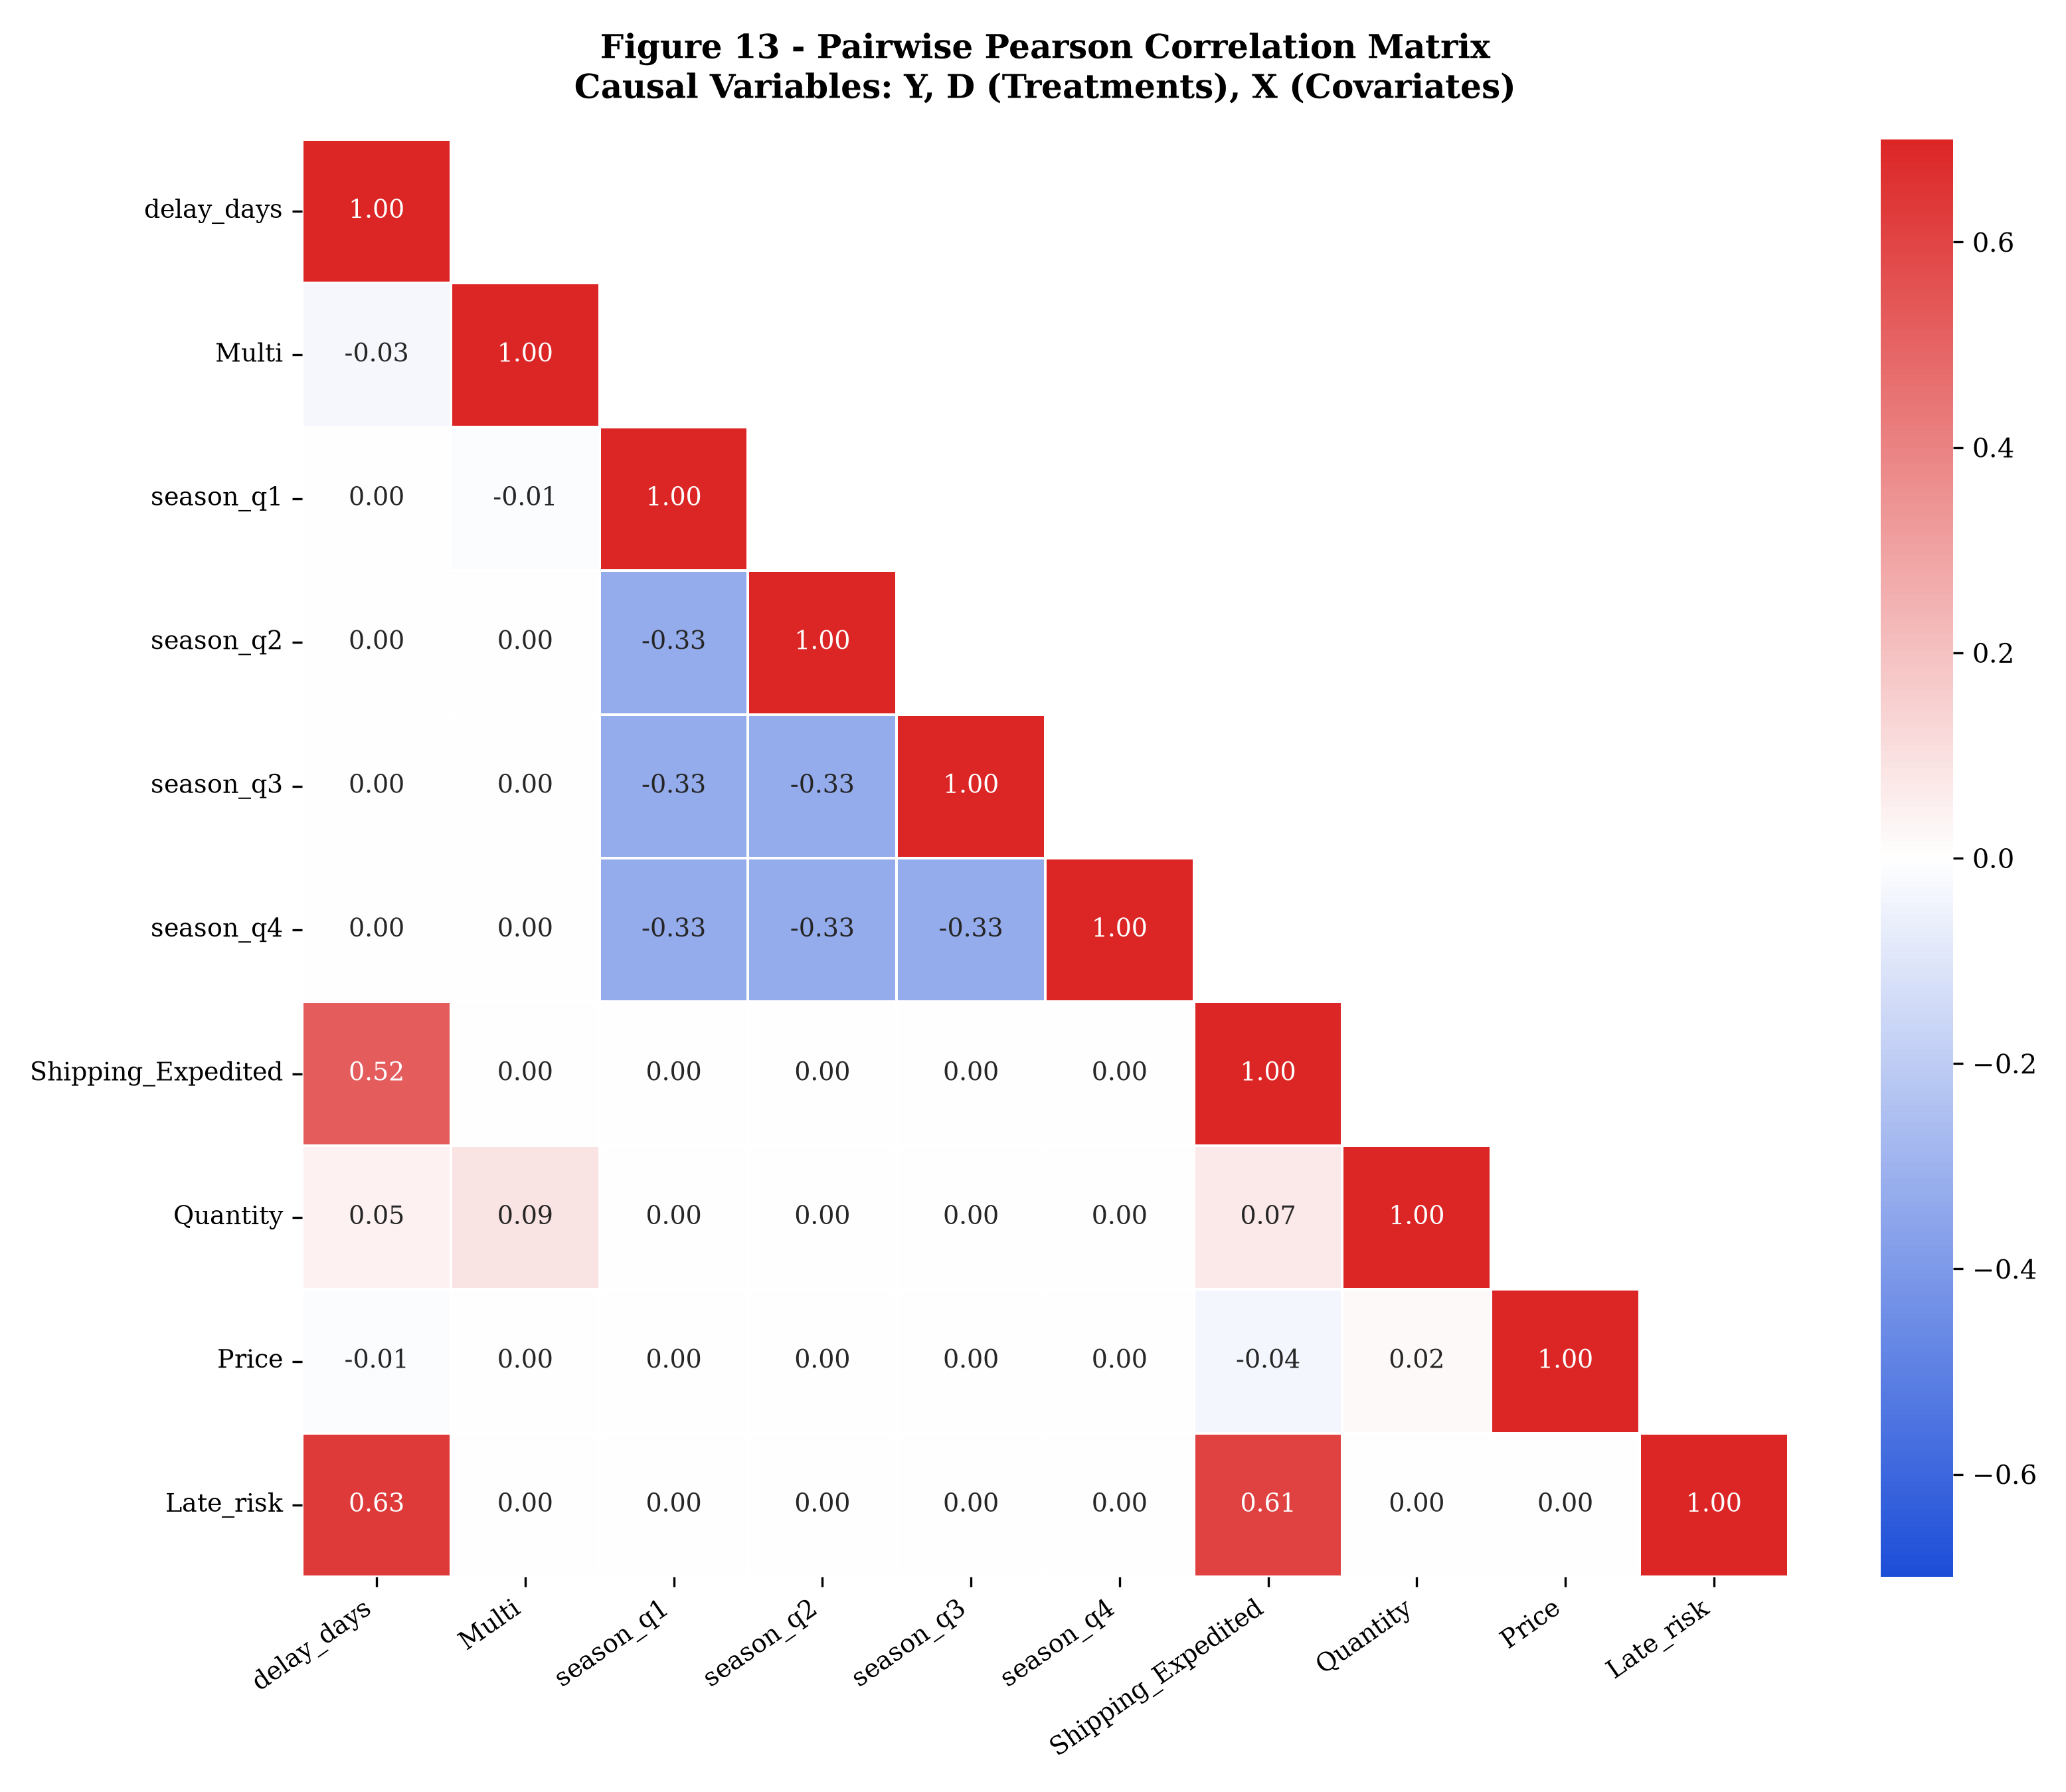 Figure 13 - Pairwise Pearson Correlation Matrix
Causal Variables: Y, D (Treatments), X (Covariates)
delay_days 1.00
Multi -0.03 1.00
season_q1 0.00 -0.01 1.00
season_q2 0.00 0.00 -0.33 1.00
season_q3 0.00 0.00 -0.33 -0.33 1.00
season_q4 0.00 0.00 -0.33 -0.33 -0.33 1.00
Shipping_Expedited 0.52 0.00 0.00 0.00 0.00 0.00 1.00
Quantity 0.05 0.09 0.00 0.00 0.00 0.00 0.07 1.00
Price -0.01 0.00 0.00 0.00 0.00 0.00 -0.04 0.02 1.00
Late_risk 0.63 0.00 0.00 0.00 0.00 0.00 0.61 0.00 0.00 1.00
delay_days Multi season_q1 season_q2 season_q3 season_q4 Shipping_Expedited Quantity Price Late_risk
0.6
0.4
0.2
0.0
−0.2
−0.4
−0.6